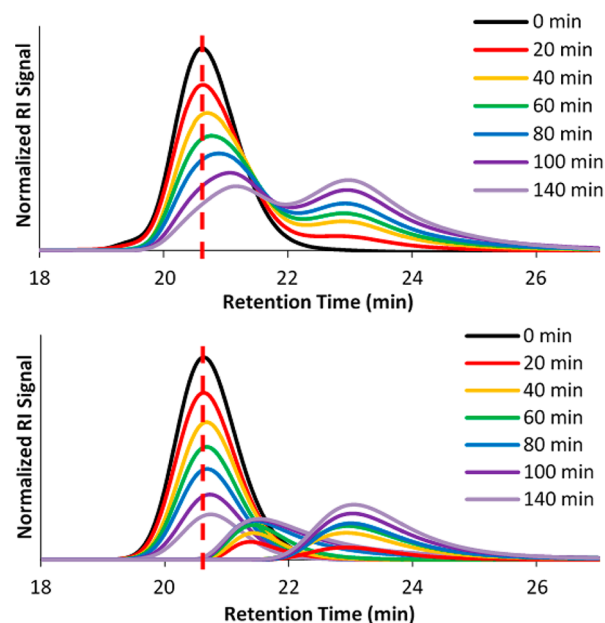 0 min
20 min
40 min
60 min
80 min
100 min
140 min
Normalized RI Signal
18 20 22 24 26
Retention Time (min)
0 min
20 min
40 min
60 min
80 min
100 min
140 min
Normalized RI Signal
18 20 22 24 26
Retention Time (min)